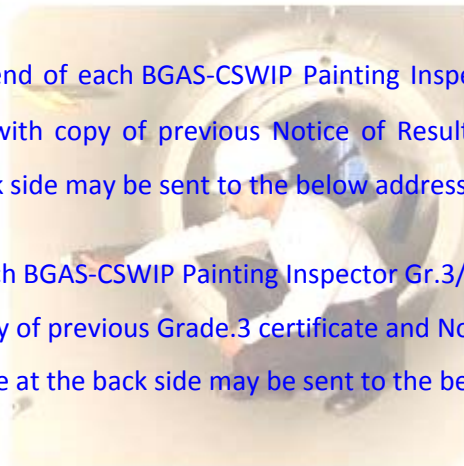 end of each BGAS-CSWIP Painting Inspe
with copy of previous Notice of Result
side may be sent to the below address
BGAS-CSWIP Painting Inspector Gr.3/
of previous Grade.3 certificate and No
at the back side may be sent to the be